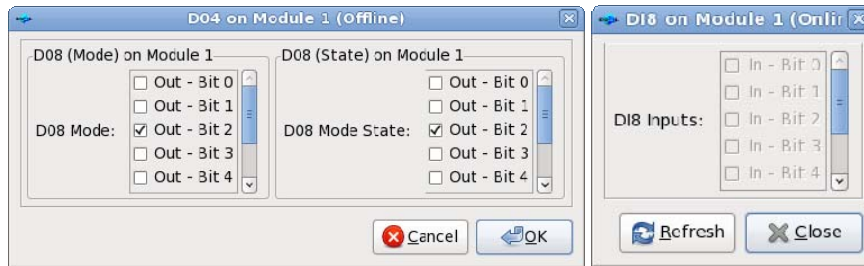 D04 on Module 1 (Offline)
D08 (Mode) on Module 1
D08 Mode:
Out - Bit 0
Out - Bit 1
Out - Bit 2
Out - Bit 3
Out - Bit 4
D08 (State) on Module 1
D08 Mode State:
Out - Bit 0
Out - Bit 1
Out - Bit 2
Out - Bit 3
Out - Bit 4
Cancel
OK
DI8 on Module 1 (Onlir
DI8 Inputs:
In - Bit 0
In - Bit 1
In - Bit 2
In - Bit 3
In - Bit 4
Refresh
Close